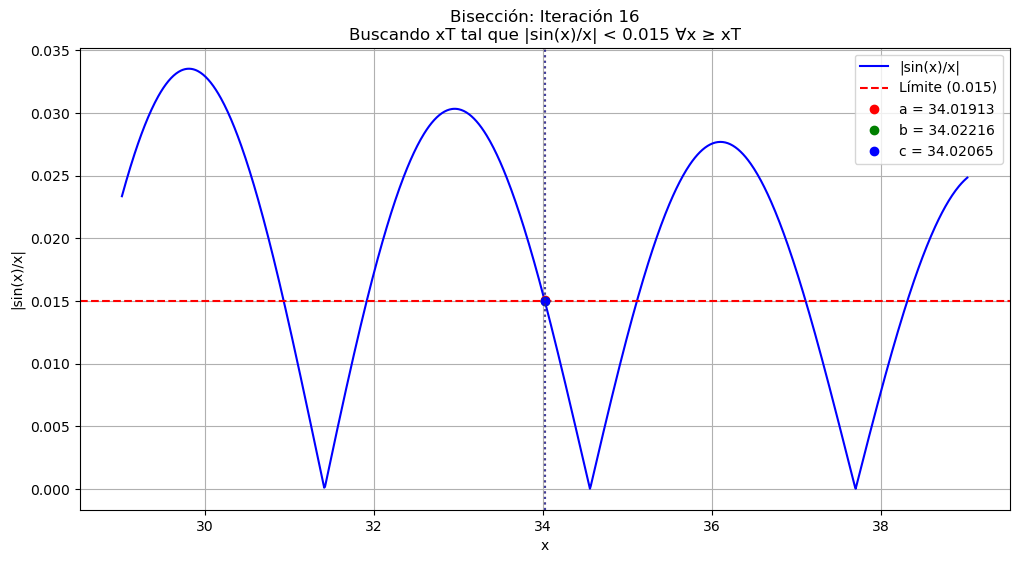 Bisección: Iteración 16
Buscando xT tal que |sin(x)/x| < 0.015 ∀x ≥ xT
|sin(x)/x|
Límite (0.015)
a = 34.01913
b = 34.02216
c = 34.02065
0.035
0.030
0.025
0.020
0.015
0.010
0.005
0.000
|sin(x)/x|
30
32
34
36
38
x